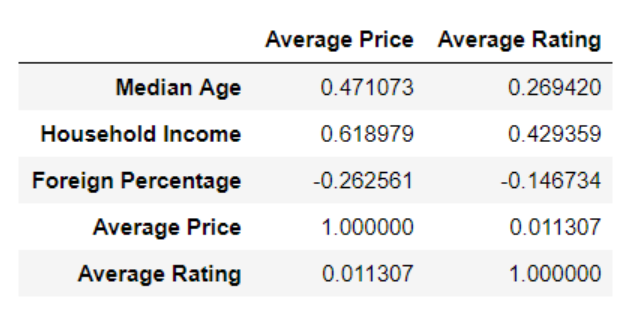 Average Price Average Rating
Median Age 0.471073 0.269420
Household Income 0.618979 0.429359
Foreign Percentage -0.262561 -0.146734
Average Price 1.000000 0.011307
Average Rating 0.011307 1.000000